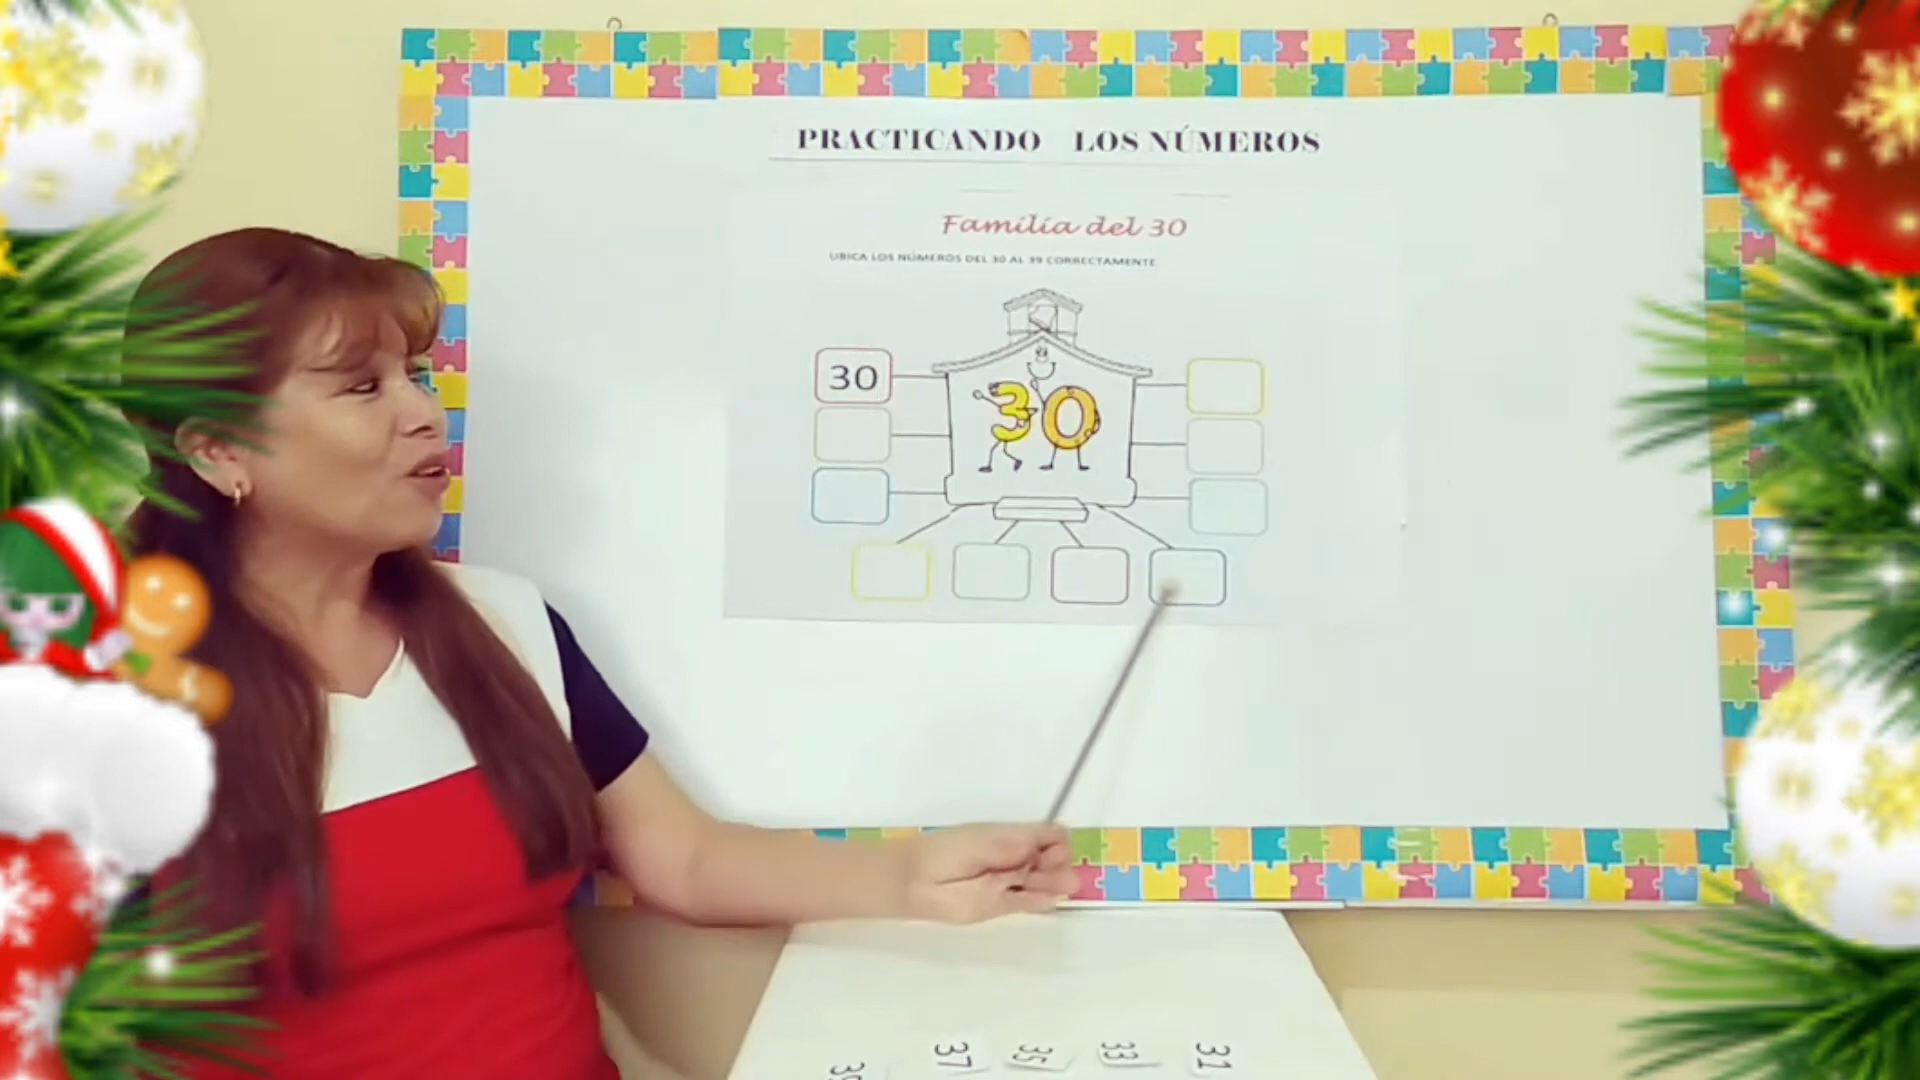 PRACTICANDO LOS NÚMEROS
Familia del 30
UBICA LOS NÚMEROS DEL 30 AL 39 CORRECTAMENTE
30
30
37 35 33 31